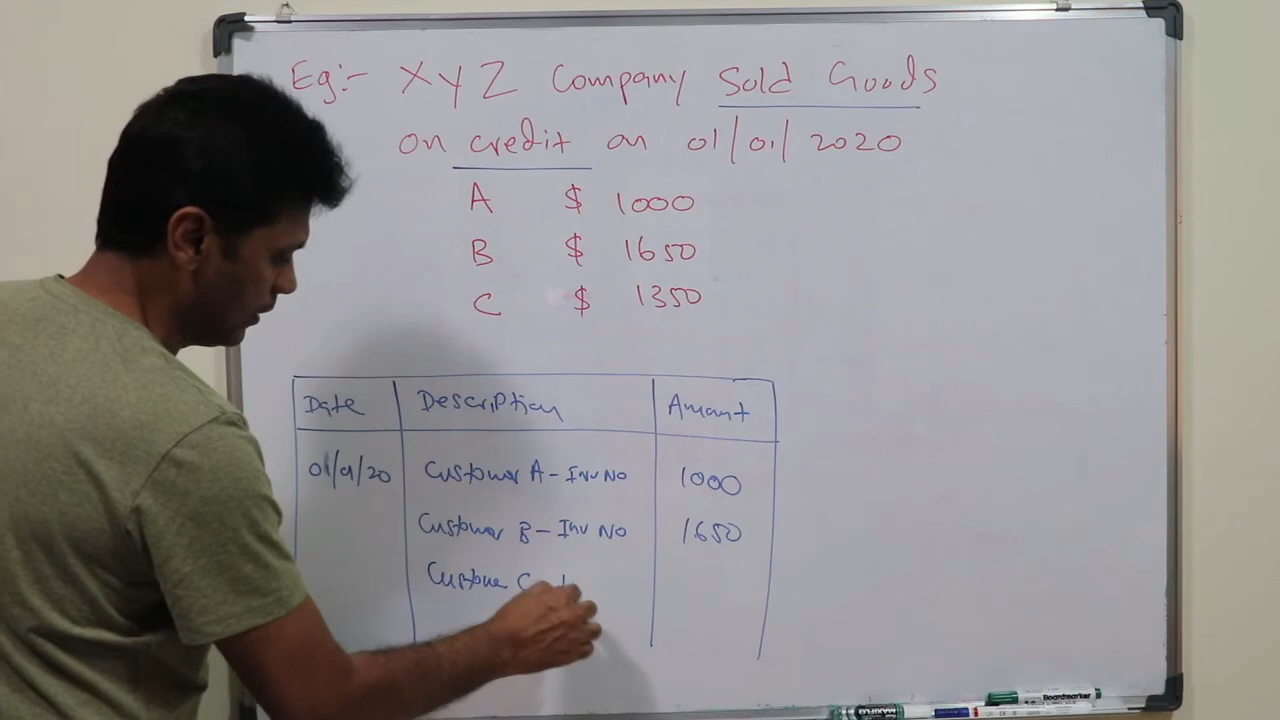 Eg:- XYZ Company Sold Goods
on credit on 01/01/2020
A $ 1000
B $ 1650
C $ 1350
Date Description Amount
01/01/20 Customer A - Inv No 1000
Customer B - Inv No 1650
Customer C
Boardmarker